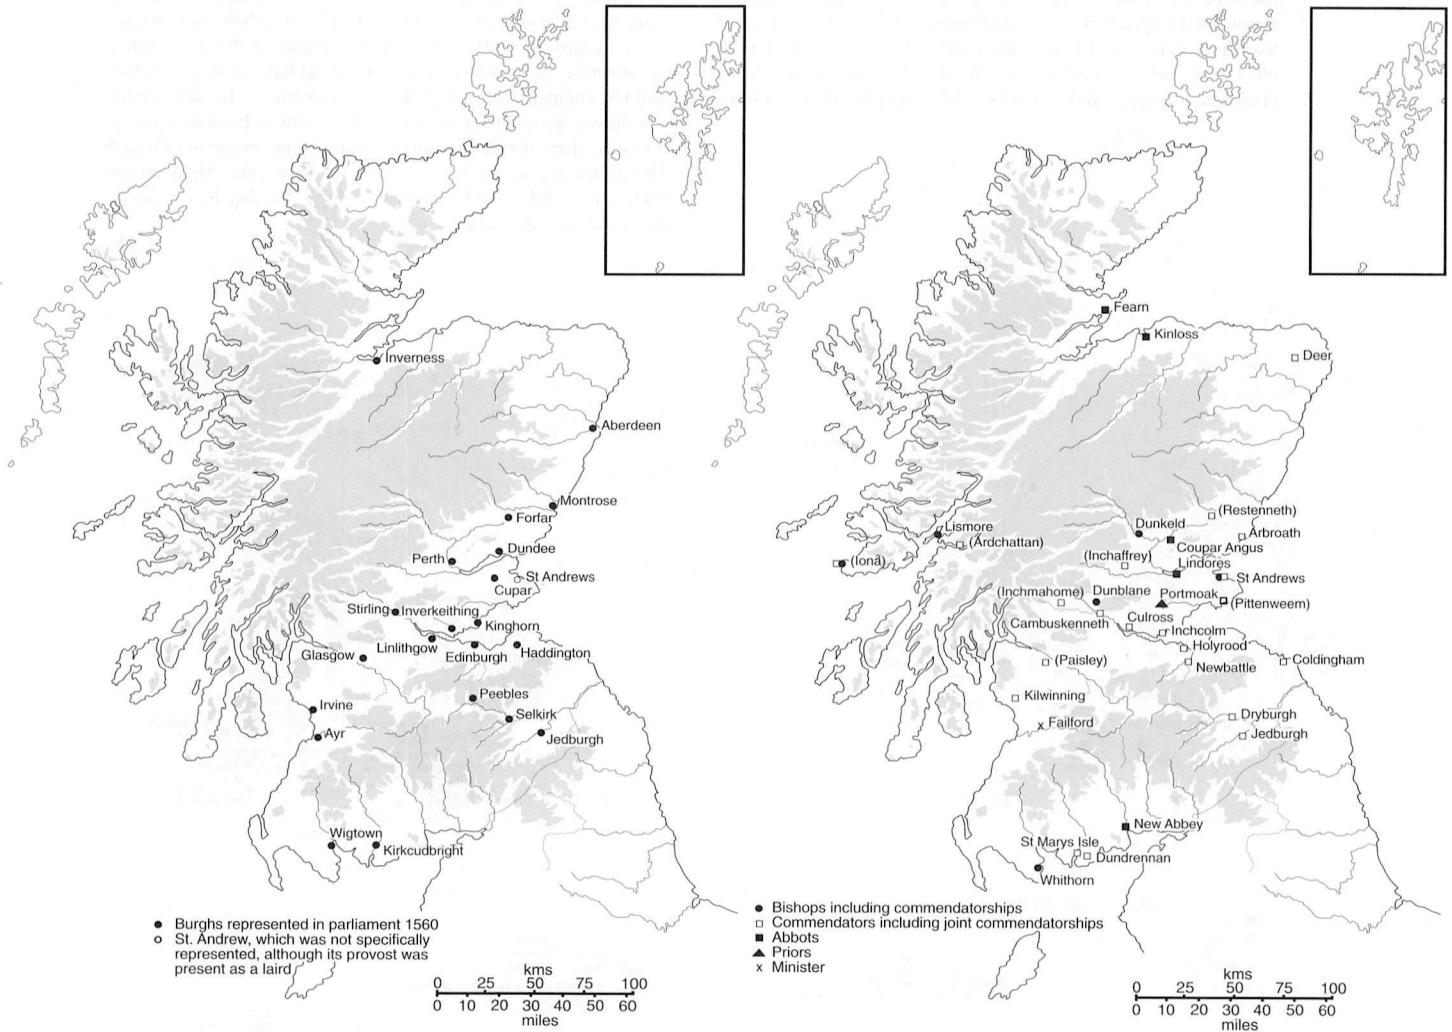 Inverness
Aberdeen
Montrose
Forfar
Dundee
Perth
St Andrews
Cupar
Stirling
Inverkeithing
Kinghorn
Linlithgow
Edinburgh
Haddington
Glasgow
Peebles
Irvine
Selkirk
Ayr
Jedburgh
Wigtown
Kirkcudbright
Burghs represented in parliament 1560
St. Andrew, which was not specifically
represented, although its provost was
present as a laird
kms
0 25 50 75 100
0 10 20 30 40 50 60
miles
Fearn
Kinloss
Deer
(Restenneth)
Dunkeld
Lismore
Arbroath
(Ardchattan)
Coupar Angus
(Inchaffrey)
(Iona)
Lindores
St Andrews
(Inchmahome)
Dunblane
Portmoak
(Pittenweem)
Cambuskenneth
Culross
Inchcolm
Holyrood
(Paisley)
Newbattle
Coldingham
Kilwinning
Dryburgh
x Failford
Jedburgh
New Abbey
St Marys Isle
Dundrennan
Whithorn
Bishops including commendatorships
Commendators including joint commendatorships
Abbots
Priors
x Minister
kms
0 25 50 75 100
0 10 20 30 40 50 60
miles